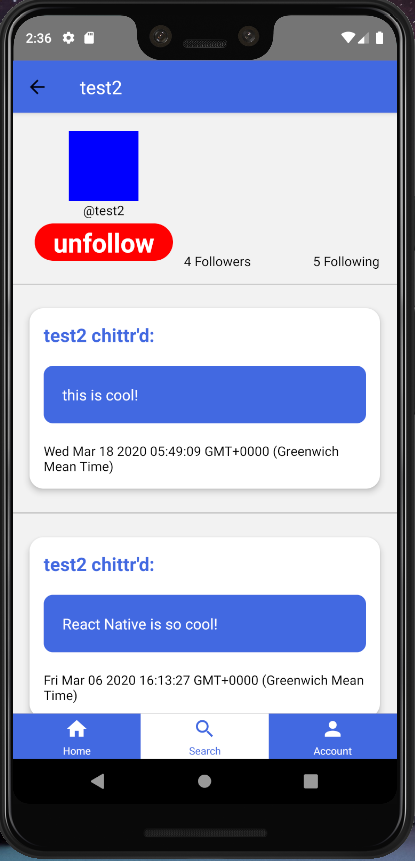 2:36
test2
@test2
unfollow
4 Followers
5 Following
test2 chittr'd:
this is cool!
Wed Mar 18 2020 05:49:09 GMT+0000 (Greenwich
Mean Time)
test2 chittr'd:
React Native is so cool!
Fri Mar 06 2020 16:13:27 GMT+0000 (Greenwich Mean
Time)
Home
Search
Account